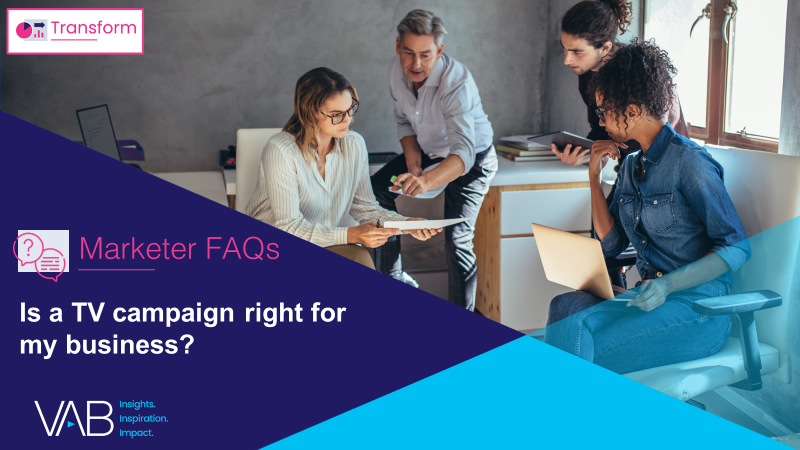 Transform
?
Marketer FAQs
Is a TV campaign right for
my business?
VAB
Insights.
Inspiration.
Impact.